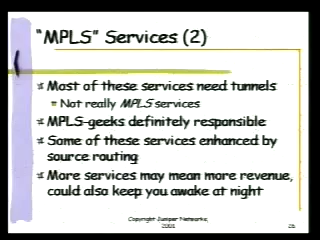 “MPLS” Services (2)
Most of these services need tunnels
Not really MPLS services
MPLS-geeks definitely responsible
Some of these services enhanced by
source routing
More services may mean more revenue,
could also keep you awake at night
Copyright Juniper Networks,
2001
26